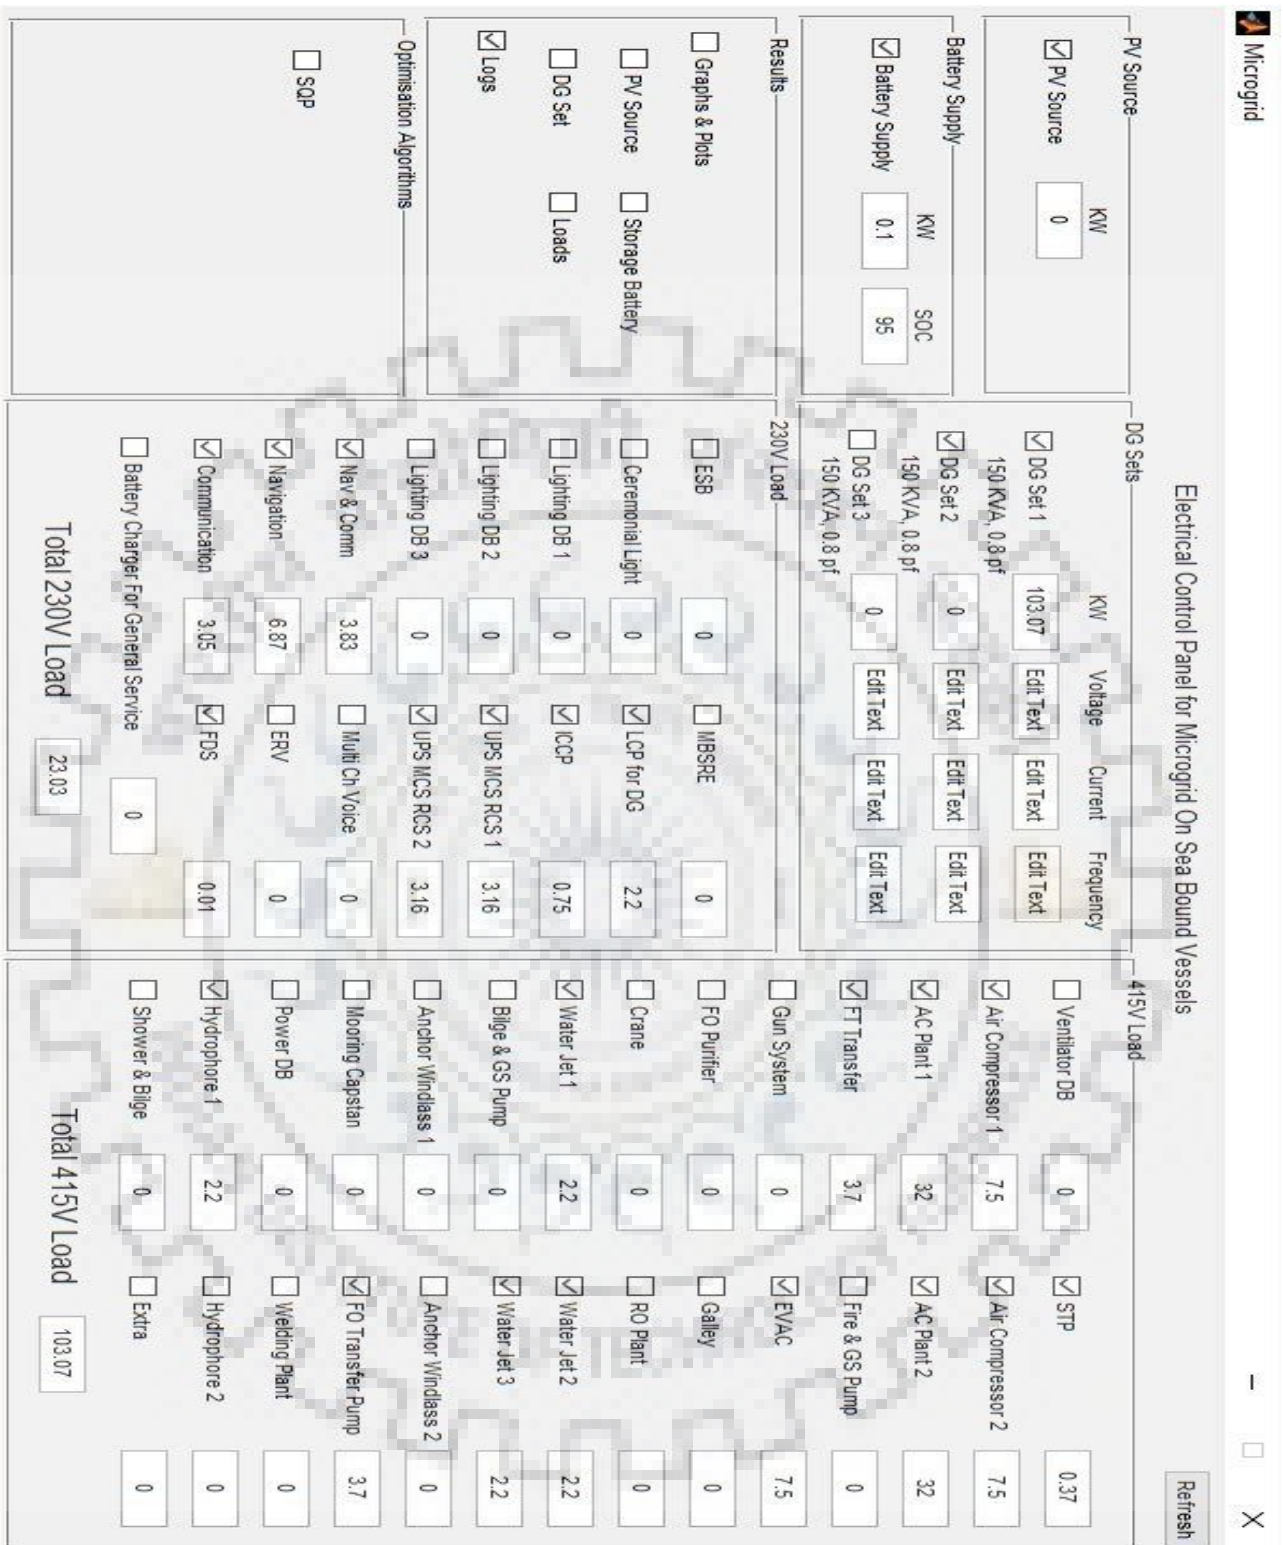 Microgrid
Electrical Control Panel for Microgrid On Sea Bound Vessels
Refresh
PV Source
KW
PV Source 0
Battery Supply
KW SOC
Battery Supply 0.1 95
Results
Graphs & Plots
PV Source Storage Battery
DG Set Loads
Logs
Optimisation Algorithms
SQP
DG Sets
KW Voltage Current Frequency
DG Set 1 103.07 Edit Text Edit Text Edit Text
150 KVA, 0.8 pf
DG Set 2 0 Edit Text Edit Text Edit Text
150 KVA, 0.8 pf
DG Set 3 0 Edit Text Edit Text Edit Text
150 KVA, 0.8 pf
230V Load
ESB 0 MBSRE 0
Ceremonial Light 0 LCP for DG 2.2
Lighting DB 1 0 ICCP 0.75
Lighting DB 2 0 UPS MCS RCS 1 3.16
Lighting DB 3 0 UPS MCS RCS 2 3.16
Nav & Comm 3.83 Multi Ch Voice 0
Navigation 6.87 ERV 0
Communication 3.05 FDS 0.01
Battery Charger For General Service 0
Total 230V Load 23.03
415V Load
Ventilator DB 0 STP 0.37
Air Compressor 1 7.5 Air Compressor 2 7.5
AC Plant 1 32 AC Plant 2 32
FT Transfer 3.7 Fire & GS Pump 0
Gun System 0 EVAC 7.5
FO Purifier 0 Galley 0
Crane 0 RO Plant 0
Water Jet 1 2.2 Water Jet 2 2.2
Bilge & GS Pump 0 Water Jet 3 2.2
Anchor Windlass 1 0 Anchor Windlass 2 0
Mooring Capstan 0 FO Transfer Pump 3.7
Power DB 0 Welding Plant 0
Hydrophore 1 2.2 Hydrophore 2 0
Shower & Bilge 0 Extra 0
Total 415V Load 103.07